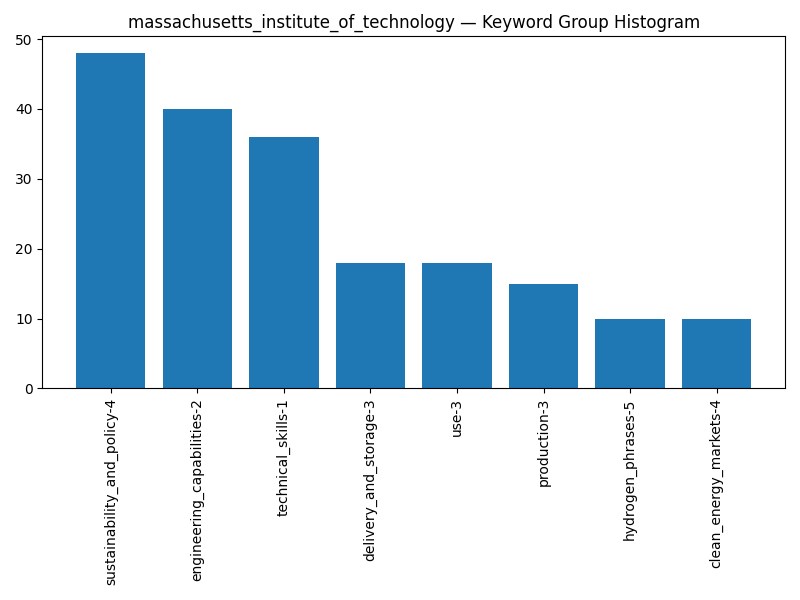 massachusetts_institute_of_technology — Keyword Group Histogram
50
40
30
20
10
0
sustainability_and_policy-4
engineering_capabilities-2
technical_skills-1
delivery_and_storage-3
use-3
production-3
hydrogen_phrases-5
clean_energy_markets-4